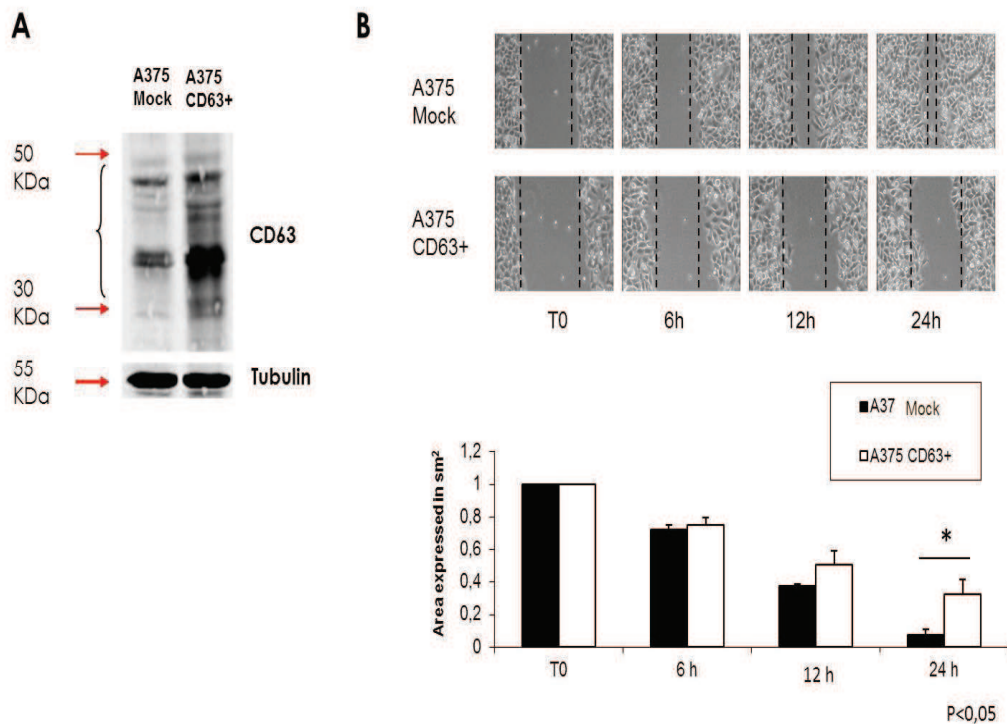 A
A375
Mock
A375
CD63+
50
KDa
CD63
30
KDa
55
KDa
Tubulin
B
A375
Mock
A375
CD63+
T0
6h
12h
24h
A37 Mock
A375 CD63+
Area expressed in sm²
1,2
1
0,8
0,6
0,4
0,2
0
*
T0
6 h
12 h
24 h
P<0,05